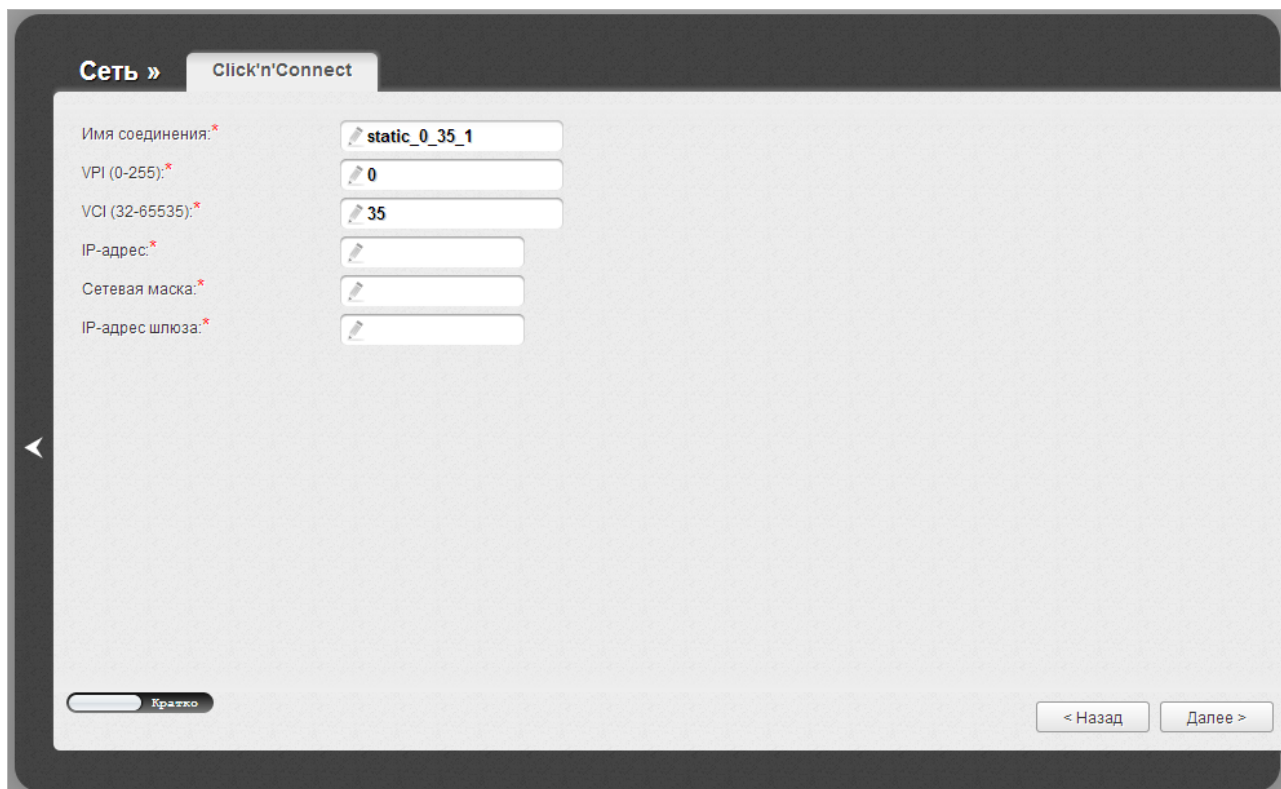 Сеть »
Click'n'Connect
Имя соединения:* static_0_35_1
VPI (0-255):* 0
VCI (32-65535):* 35
IP-адрес:*
Сетевая маска:*
IP-адрес шлюза:*
Кратко
< Назад
Далее >